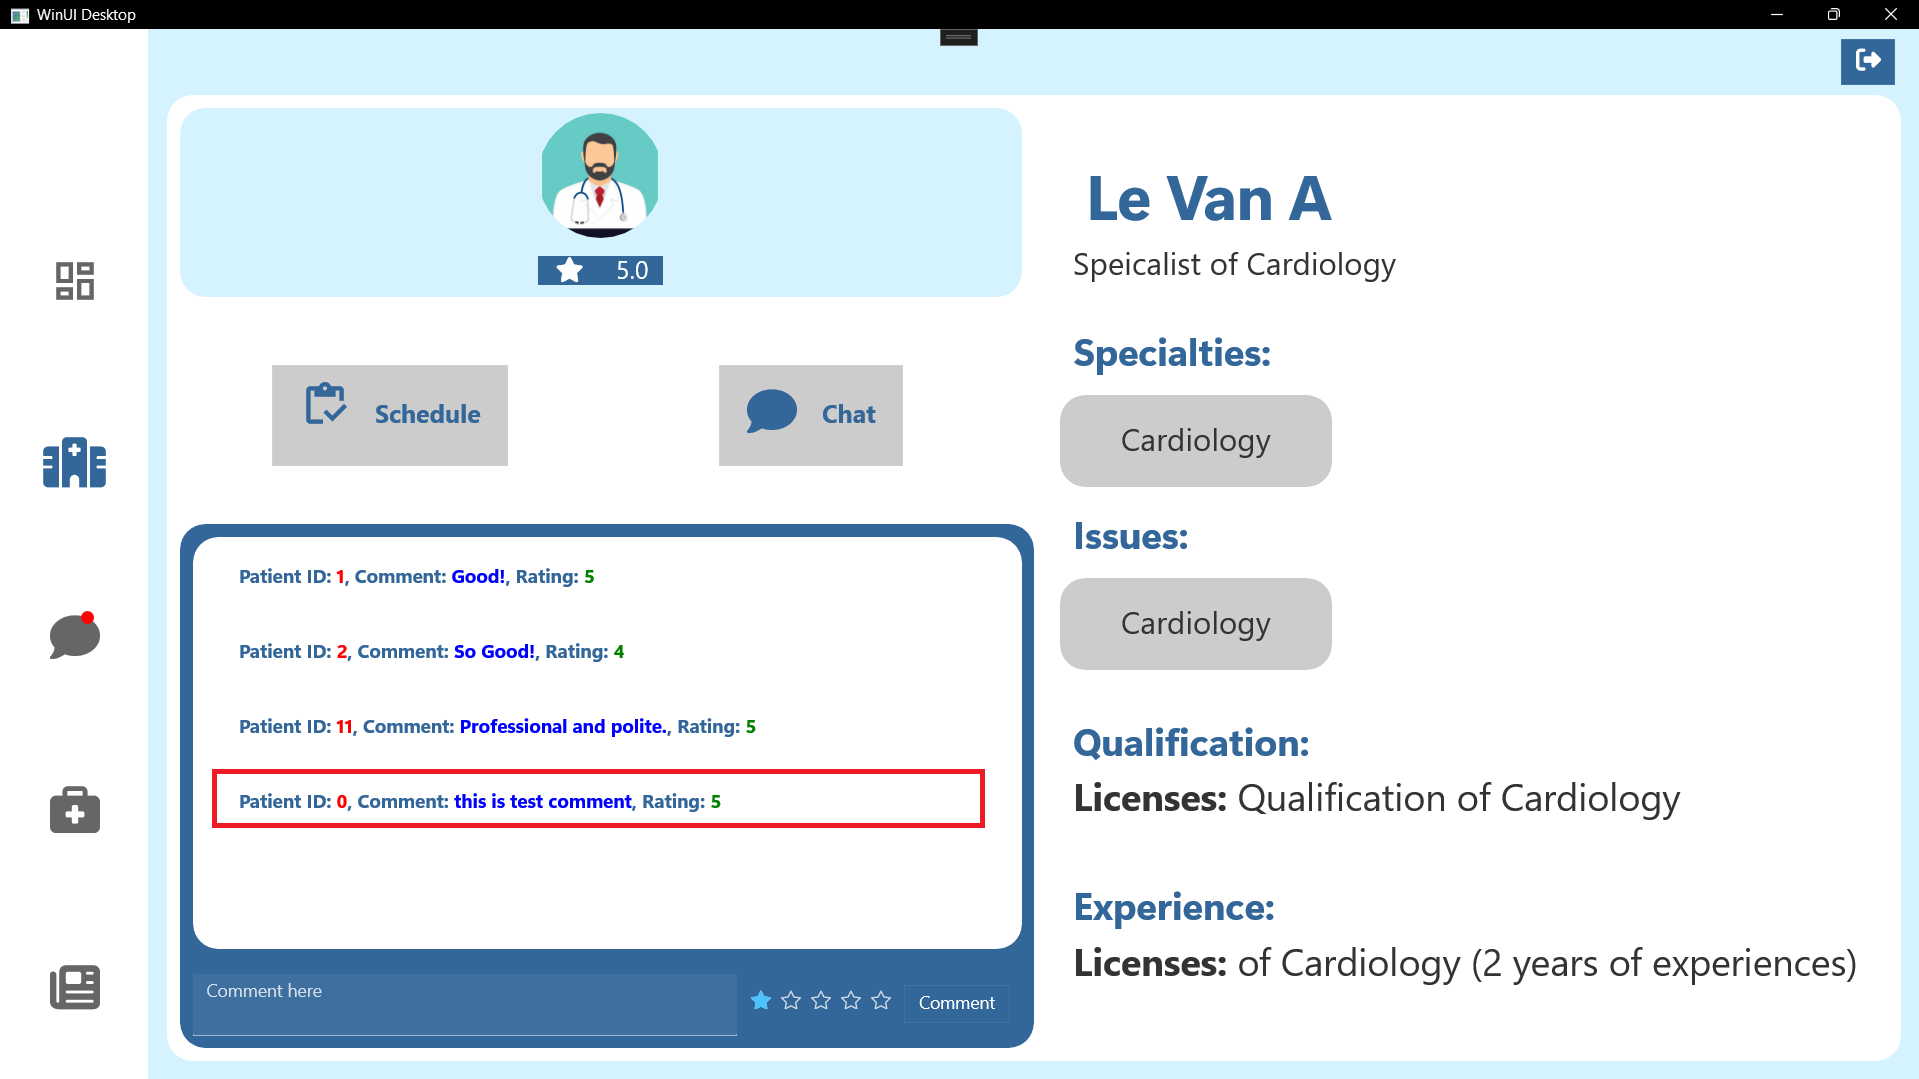 WinUI Desktop
5.0
Schedule
Chat
Patient ID: 1, Comment: Good!, Rating: 5
Patient ID: 2, Comment: So Good!, Rating: 4
Patient ID: 11, Comment: Professional and polite., Rating: 5
Patient ID: 0, Comment: this is test comment, Rating: 5
Comment here
Comment
Le Van A
Speicalist of Cardiology
Specialties:
Cardiology
Issues:
Cardiology
Qualification:
Licenses: Qualification of Cardiology
Experience:
Licenses: of Cardiology (2 years of experiences)